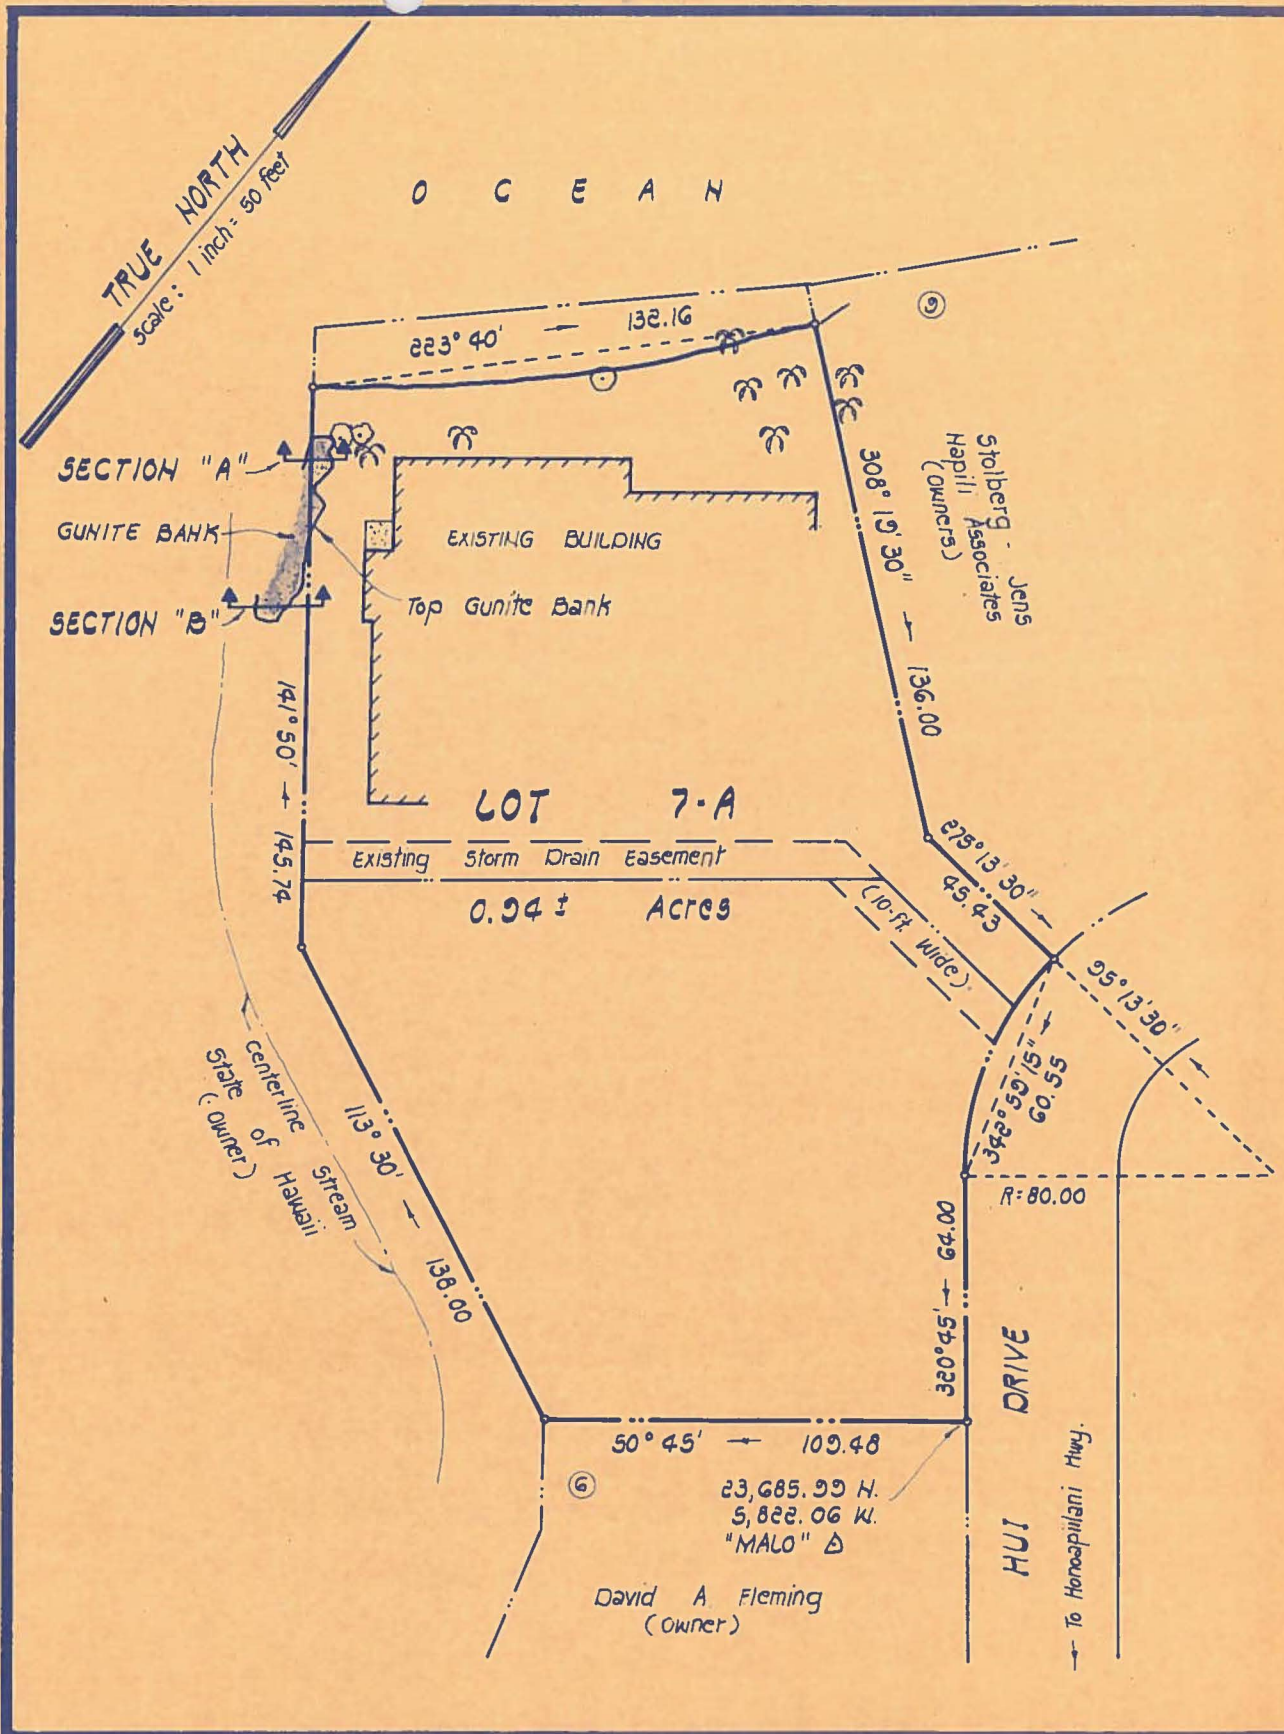 TRUE NORTH
scale: 1 inch = 50 feet
OCEAN
223° 40' ← 132.16
9
SECTION "A"
GUNITE BANK
SECTION "B"
EXISTING BUILDING
Top Gunite Bank
308° 19' 30" ← 136.00
Stolberg - Jens
Napili Associates
(Owners)
141° 50' ← 145.74
LOT 7-A
Existing Storm Drain Easement
0.94 ± Acres
(10-ft. Wide)
275° 13' 30" ←
45.43
95° 13' 30" ←
342° 59' 15" ←
60.55
R=80.00
centerline stream
State of Hawaii
(Owner)
113° 30' ← 138.00
320° 45' ← 64.00
50° 45' ← 109.48
6
23,685.99 N.
5,822.06 W.
"MALO" △
David A. Fleming
(Owner)
HUI DRIVE
← To Honoapiilani Hwy.